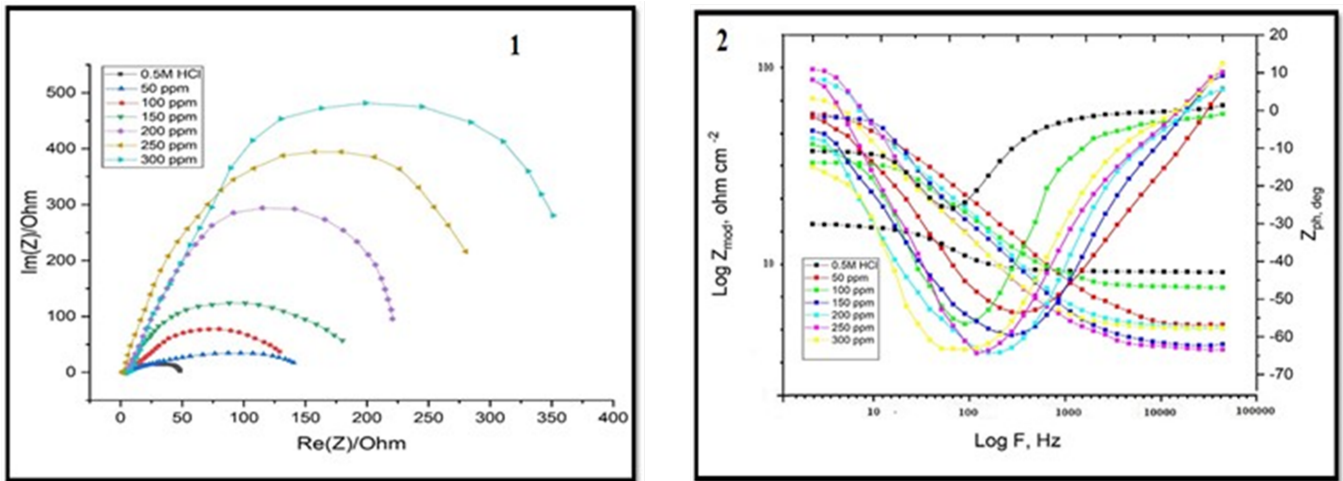 1
0.5M HCl
50 ppm
100 ppm
150 ppm
200 ppm
250 ppm
300 ppm
500
400
300
200
100
0
Im(Z)/Ohm
0 50 100 150 200 250 300 350 400
Re(Z)/Ohm
2
100
10
Log Zmod, ohm cm-2
0.5M HCl
50 ppm
100 ppm
150 ppm
200 ppm
250 ppm
300 ppm
20
10
0
-10
-20
-30
-40
-50
-60
-70
Zph, deg
10 100 1000 10000 100000
Log F, Hz